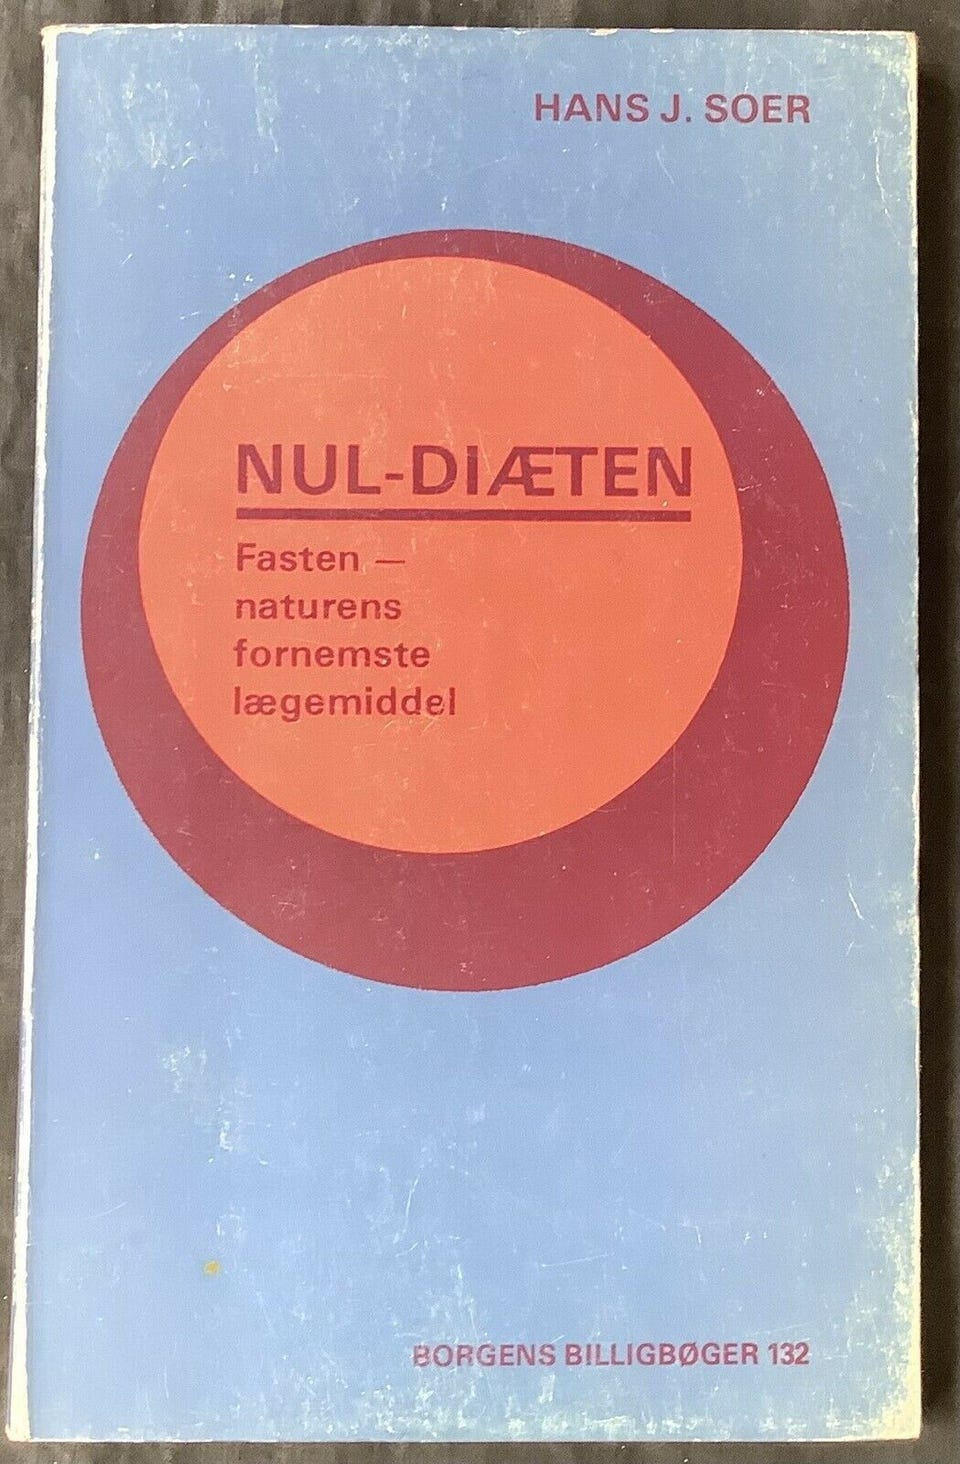 HANS J. SOER
NUL-DIÆTEN
Fasten —
naturens
fornemste
lægemiddel
BORGENS BILLIGBØGER 132